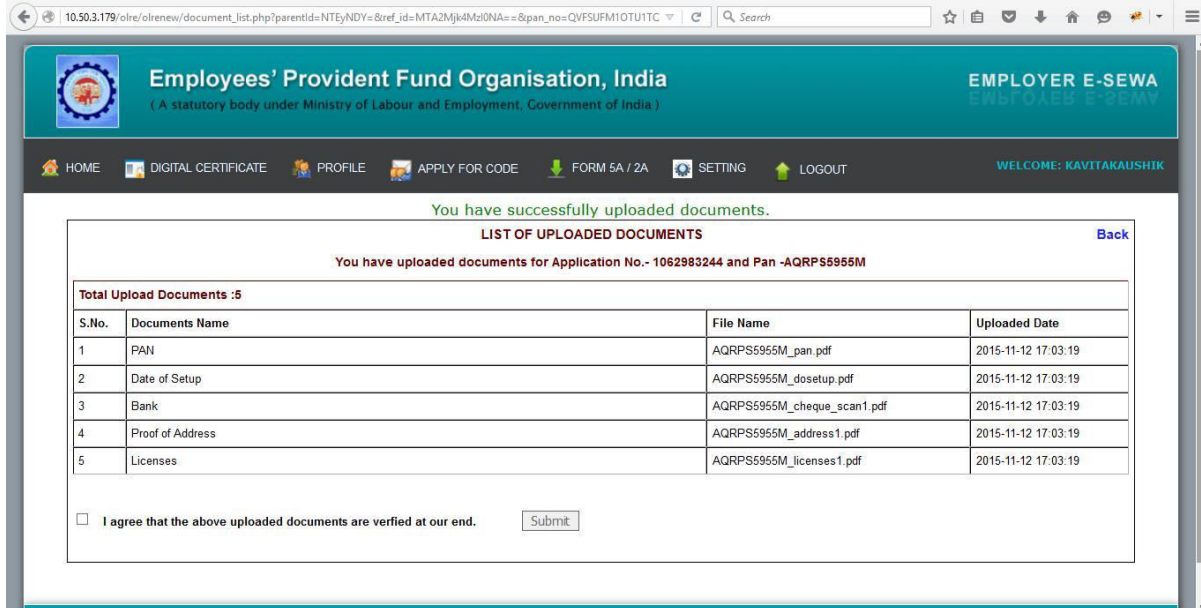 10.50.3.179/olre/olrenew/document_list.php?parentId=NTEyNDY=&ref_id=MTA2Mjk4MzI0NA==&pan_no=QVFSUFM1OTU1TC
Search
Employees' Provident Fund Organisation, India
( A statutory body under Ministry of Labour and Employment, Government of India )
EMPLOYER E-SEWA
HOME DIGITAL CERTIFICATE PROFILE APPLY FOR CODE FORM 5A / 2A SETTING LOGOUT WELCOME: KAVITAKAUSHIK
You have successfully uploaded documents.
LIST OF UPLOADED DOCUMENTS Back
You have uploaded documents for Application No.- 1062983244 and Pan -AQRPS5955M
Total Upload Documents :5
S.No. Documents Name File Name Uploaded Date
1 PAN AQRPS5955M_pan.pdf 2015-11-12 17:03:19
2 Date of Setup AQRPS5955M_dosetup.pdf 2015-11-12 17:03:19
3 Bank AQRPS5955M_cheque_scan1.pdf 2015-11-12 17:03:19
4 Proof of Address AQRPS5955M_address1.pdf 2015-11-12 17:03:19
5 Licenses AQRPS5955M_licenses1.pdf 2015-11-12 17:03:19
I agree that the above uploaded documents are verfied at our end. Submit